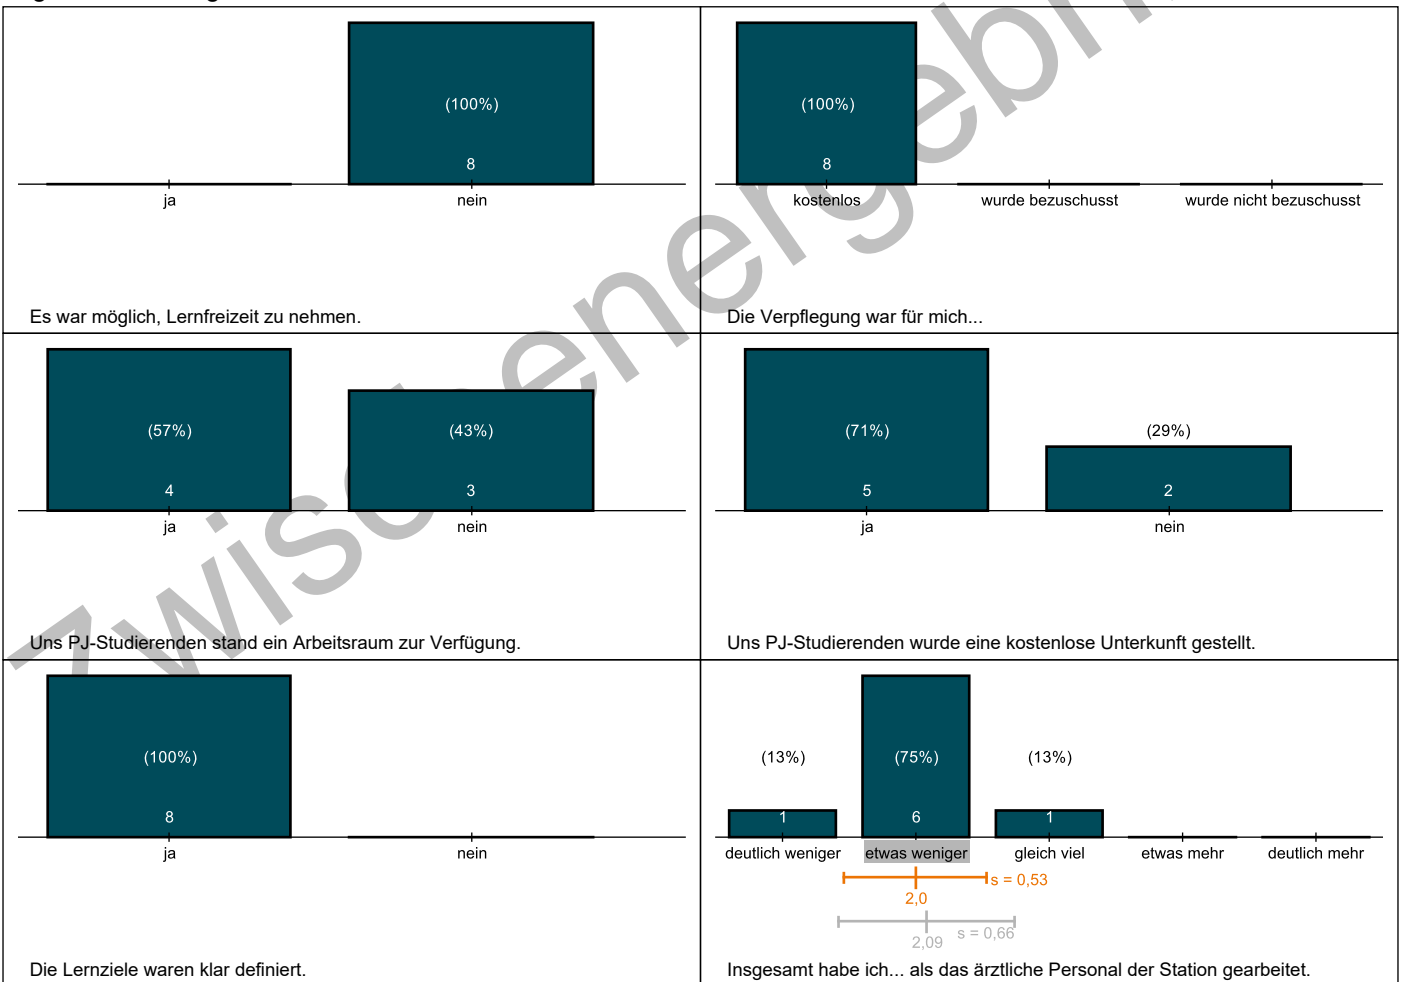 (100%)
8
ja
nein
Es war möglich, Lernfreizeit zu nehmen.
(100%)
8
kostenlos
wurde bezuschusst
wurde nicht bezuschusst
Die Verpflegung war für mich...
(57%)
(43%)
4
3
ja
nein
Uns PJ-Studierenden stand ein Arbeitsraum zur Verfügung.
(71%)
(29%)
5
2
ja
nein
Uns PJ-Studierenden wurde eine kostenlose Unterkunft gestellt.
(100%)
8
ja
nein
Die Lernziele waren klar definiert.
(13%)
(75%)
(13%)
1
6
1
deutlich weniger
etwas weniger
gleich viel
etwas mehr
deutlich mehr
s = 0,53
2,0
s = 0,66
2,09
Insgesamt habe ich... als das ärztliche Personal der Station gearbeitet.